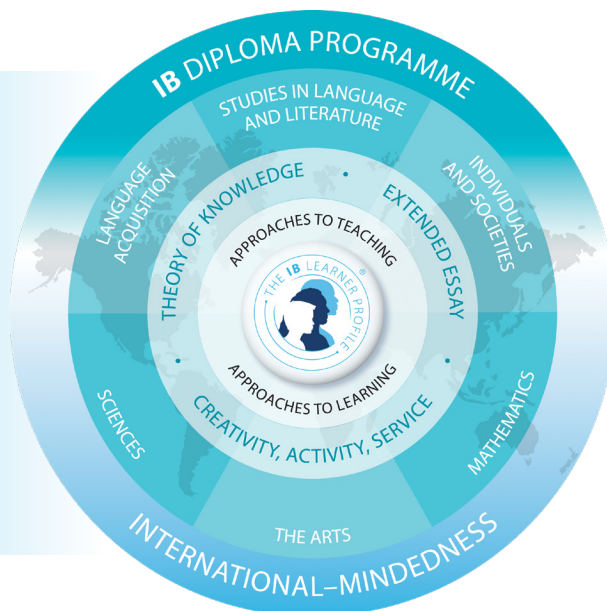 IB DIPLOMA PROGRAMME
STUDIES IN LANGUAGE
AND LITERATURE
LANGUAGE
ACQUISITION
INDIVIDUALS
AND SOCIETIES
THEORY OF KNOWLEDGE
·
EXTENDED ESSAY
APPROACHES TO TEACHING
THE IB LEARNER PROFILE
®
APPROACHES TO LEARNING
·
CREATIVITY, ACTIVITY, SERVICE
·
SCIENCES
MATHEMATICS
THE ARTS
INTERNATIONAL–MINDEDNESS